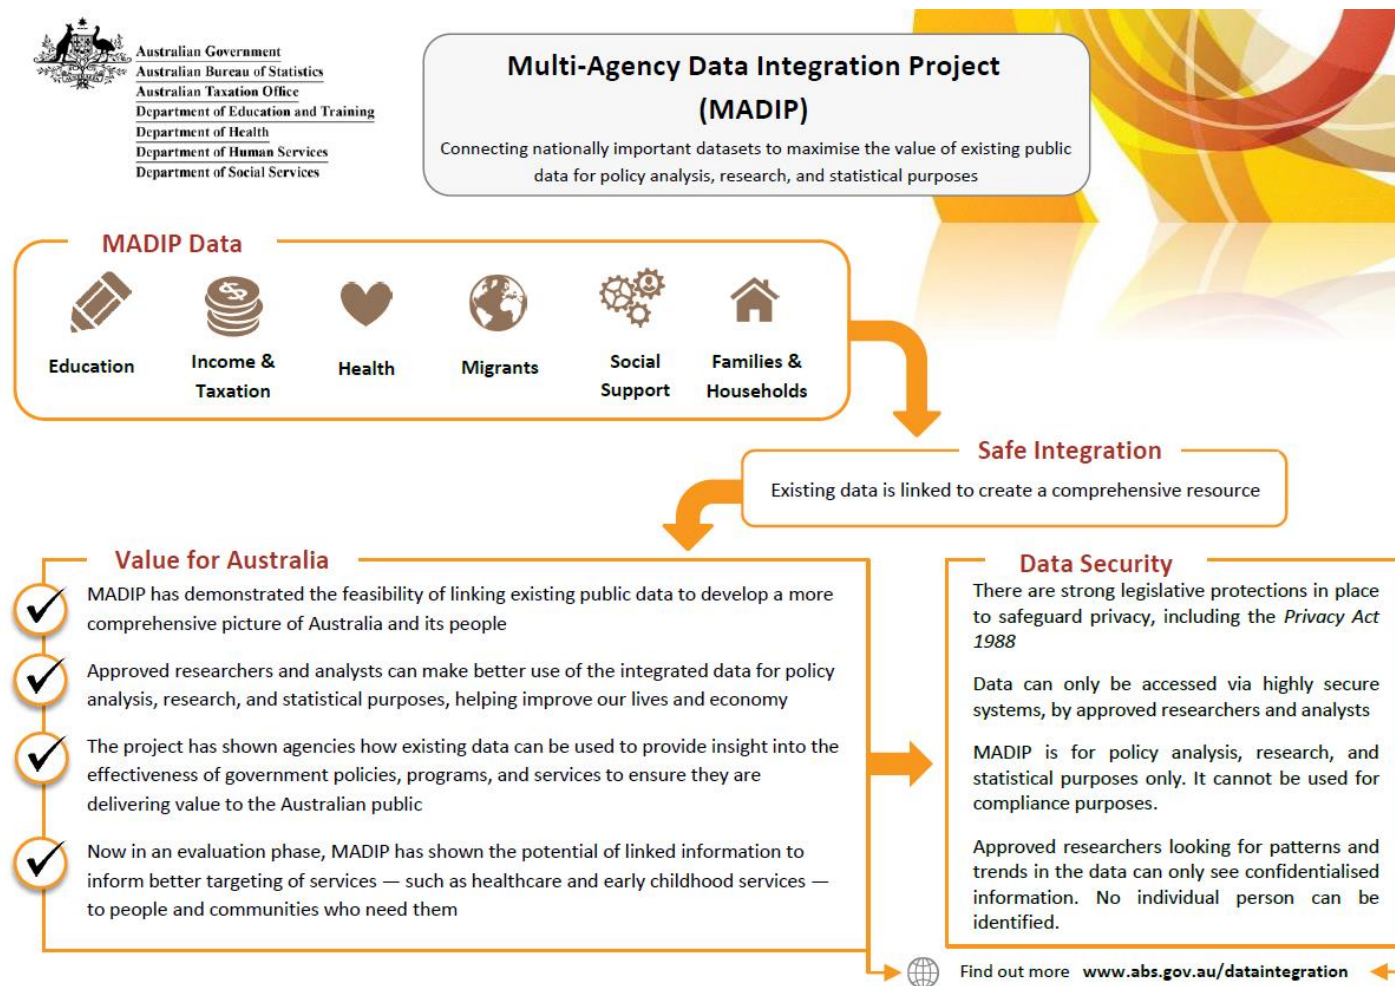 Australian Government
Australian Bureau of Statistics
Australian Taxation Office
Department of Education and Training
Department of Health
Department of Human Services
Department of Social Services
Multi-Agency Data Integration Project
(MADIP)
Connecting nationally important datasets to maximise the value of existing public
data for policy analysis, research, and statistical purposes
MADIP Data
Education
Income &
Taxation
Health
Migrants
Social
Support
Families &
Households
Safe Integration
Existing data is linked to create a comprehensive resource
Value for Australia
MADIP has demonstrated the feasibility of linking existing public data to develop a more
comprehensive picture of Australia and its people
Approved researchers and analysts can make better use of the integrated data for policy
analysis, research, and statistical purposes, helping improve our lives and economy
The project has shown agencies how existing data can be used to provide insight into the
effectiveness of government policies, programs, and services to ensure they are
delivering value to the Australian public
Now in an evaluation phase, MADIP has shown the potential of linked information to
inform better targeting of services — such as healthcare and early childhood services —
to people and communities who need them
Data Security
There are strong legislative protections in place
to safeguard privacy, including the Privacy Act
1988
Data can only be accessed via highly secure
systems, by approved researchers and analysts
MADIP is for policy analysis, research, and
statistical purposes only. It cannot be used for
compliance purposes.
Approved researchers looking for patterns and
trends in the data can only see confidentialised
information. No individual person can be
identified.
Find out more www.abs.gov.au/dataintegration